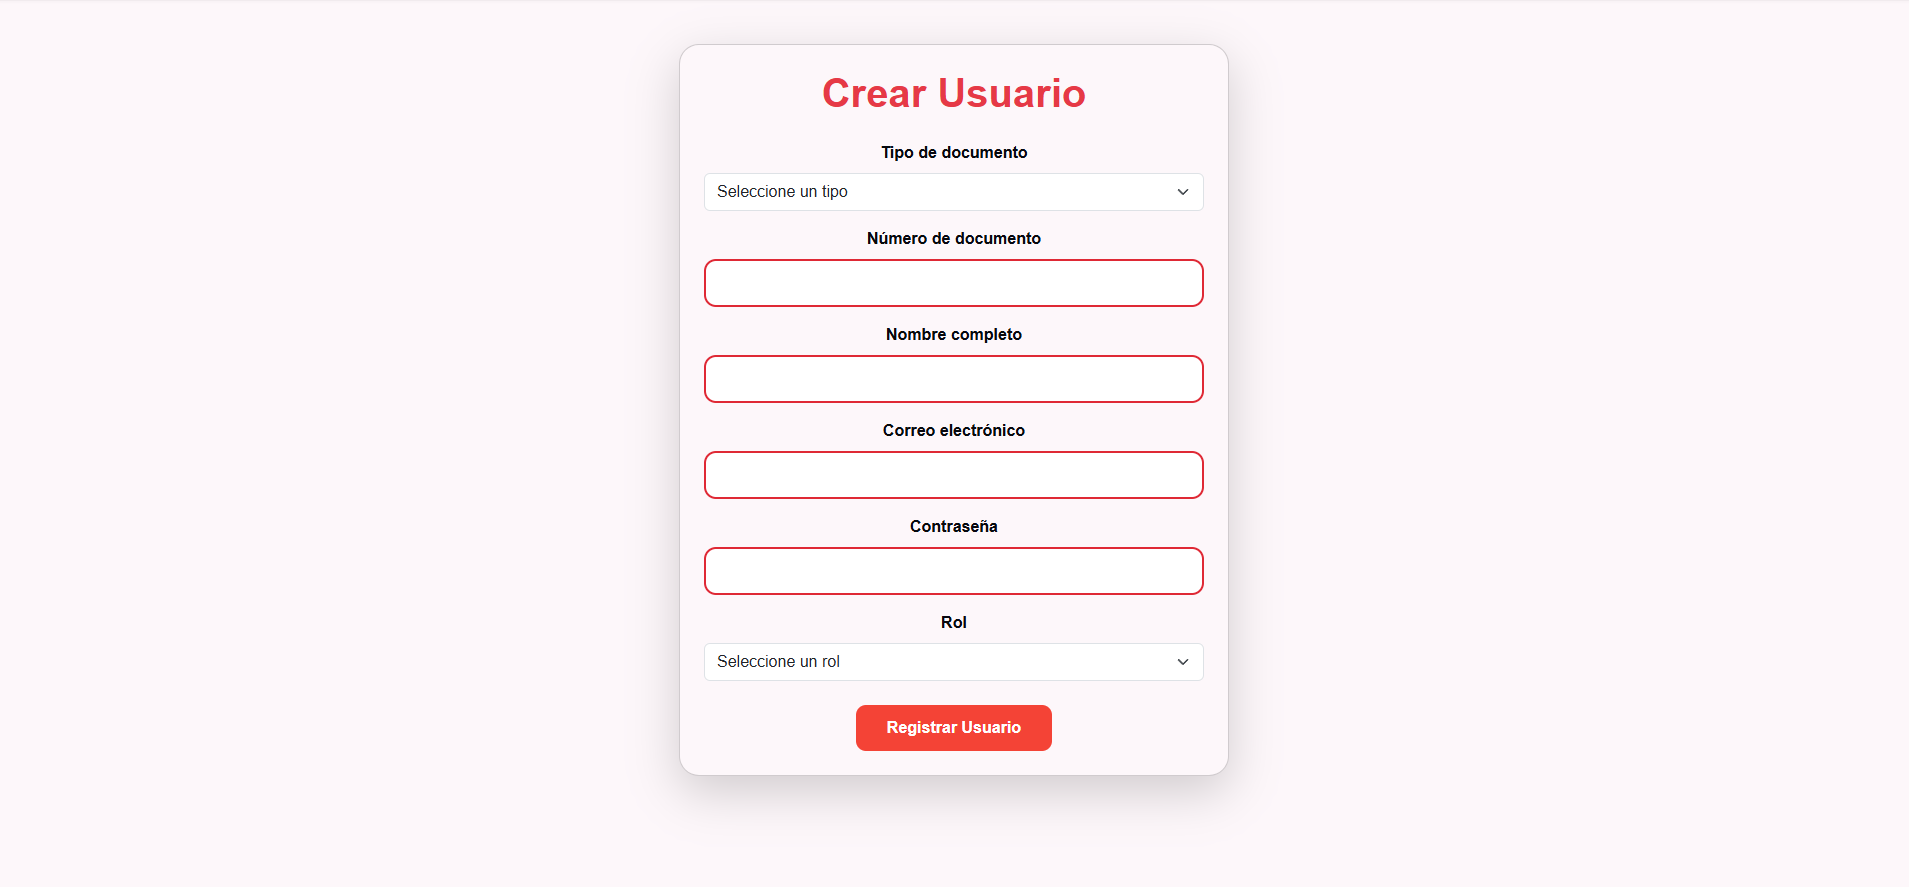 Crear Usuario
Tipo de documento
Seleccione un tipo
Número de documento
Nombre completo
Correo electrónico
Contraseña
Rol
Seleccione un rol
Registrar Usuario